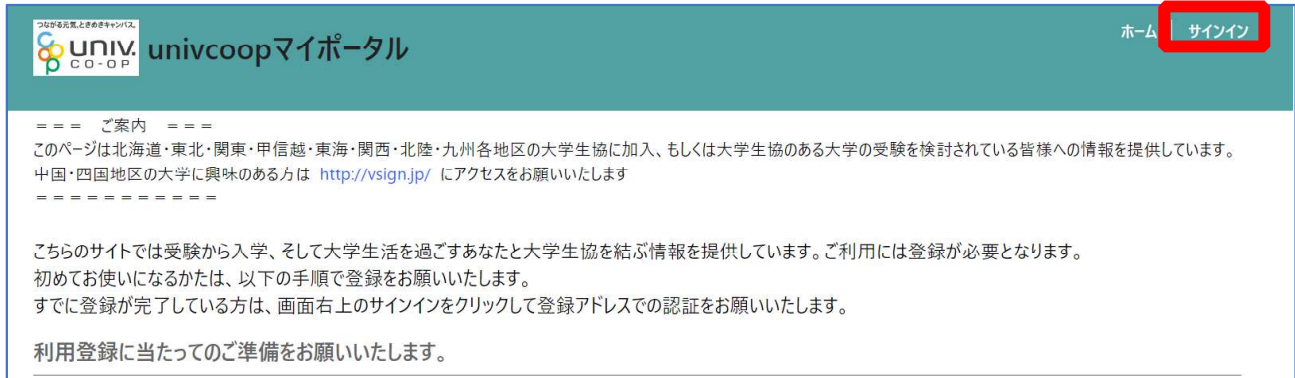 つながる元気、ときめきキャンパス。
univ.
CO-OP
univcoopマイポータル
ホーム
サインイン
＝＝＝ ご案内 ＝＝＝
このページは北海道・東北・関東・甲信越・東海・関西・北陸・九州各地区の大学生協に加入、もしくは大学生協のある大学の受験を検討されている皆様への情報を提供しています。
中国・四国地区の大学に興味のある方は http://vsign.jp/ にアクセスをお願いいたします
＝＝＝＝＝＝＝＝＝＝＝
こちらのサイトでは受験から入学、そして大学生活を過ごすあなたと大学生協を結ぶ情報を提供しています。ご利用には登録が必要となります。
初めてお使いになるかたは、以下の手順で登録をお願いいたします。
すでに登録が完了している方は、画面右上のサインインをクリックして登録アドレスでの認証をお願いいたします。
利用登録に当たってのご準備をお願いいたします。